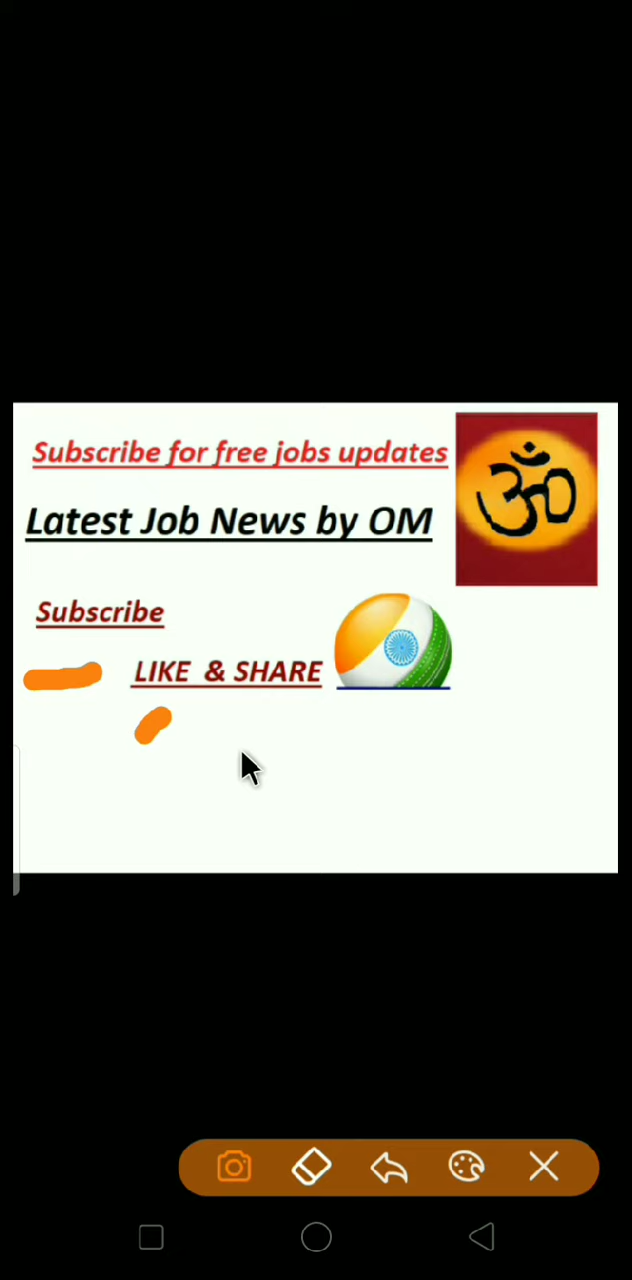 Subscribe for free jobs updates
Latest Job News by OM
ॐ
Subscribe
LIKE & SHARE